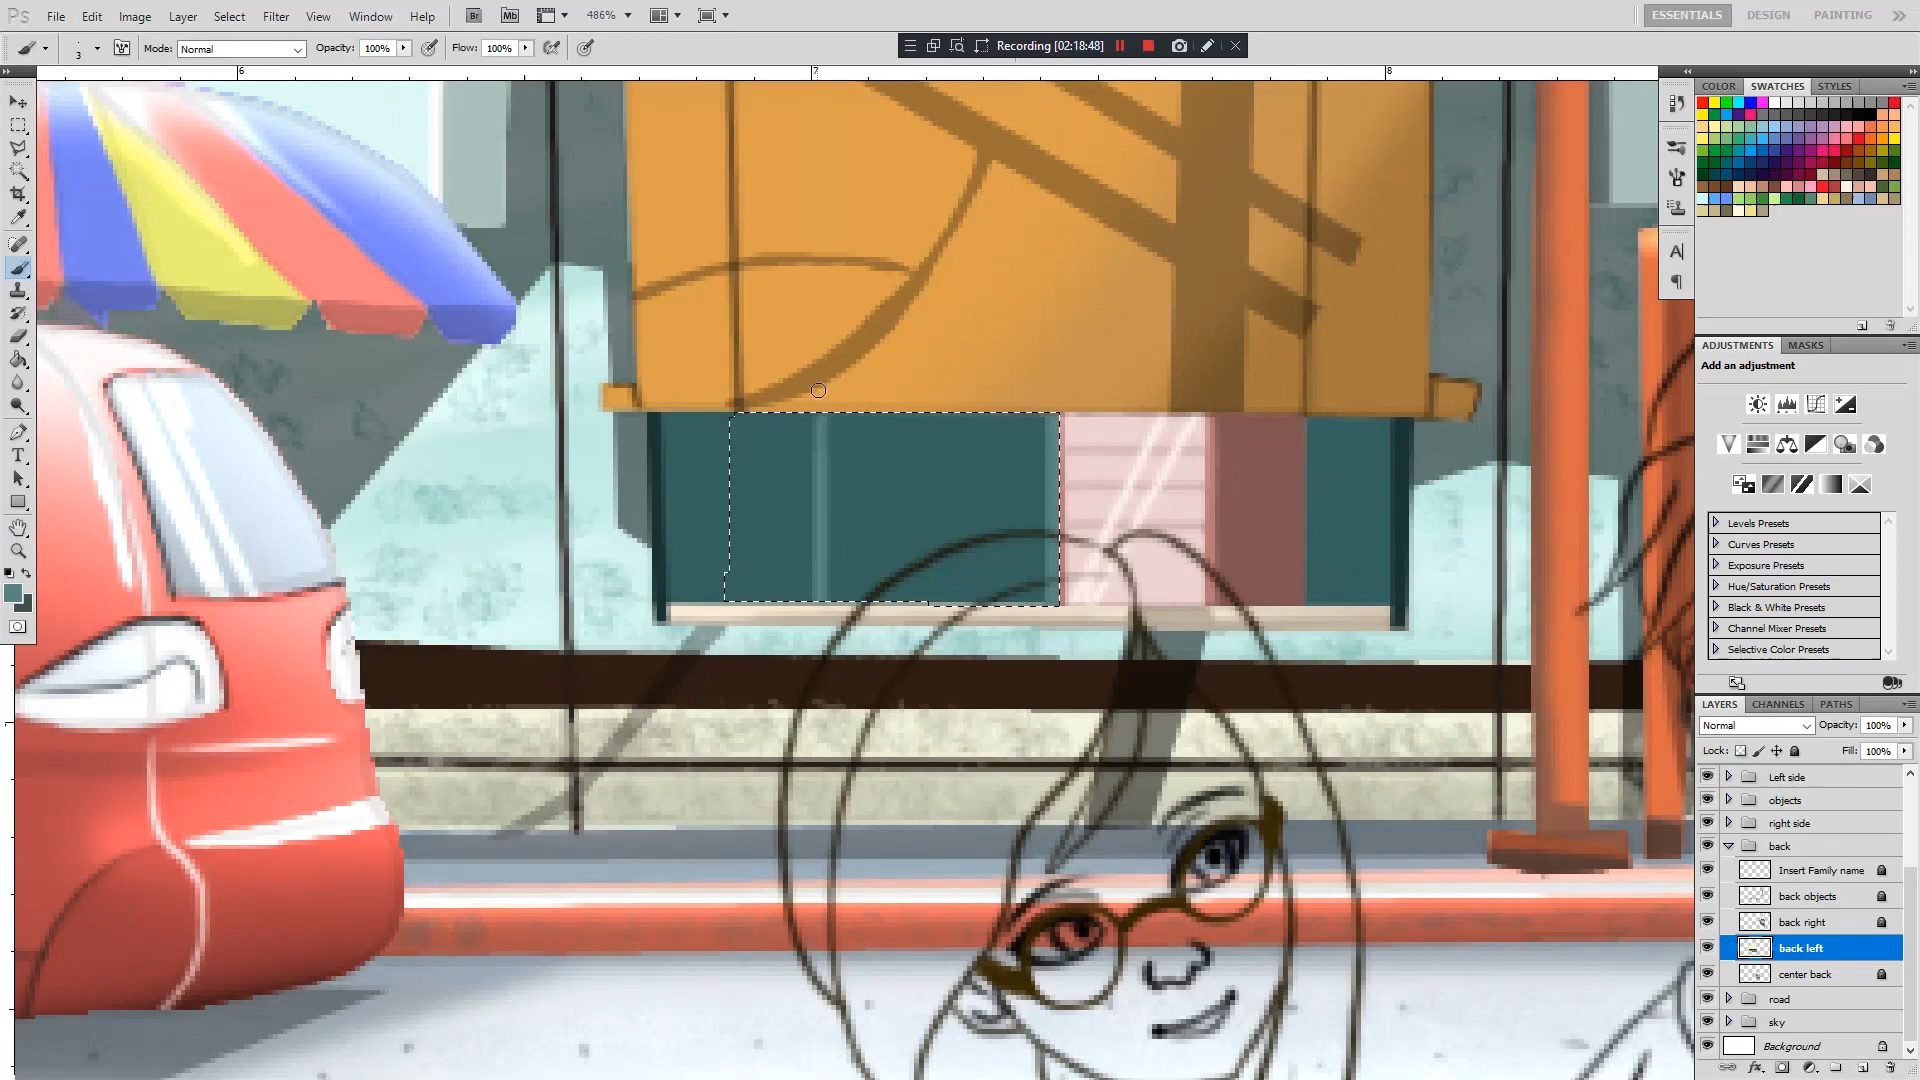 Ps File Edit Image Layer Select Filter View Window Help Br Mb 486% ESSENTIALS DESIGN PAINTING
3 Mode: Normal Opacity: 100% Flow: 100% Recording [02:18:48]
6 7 8
COLOR SWATCHES STYLES
ADJUSTMENTS MASKS
Add an adjustment
Levels Presets
Curves Presets
Exposure Presets
Hue/Saturation Presets
Black & White Presets
Channel Mixer Presets
Selective Color Presets
LAYERS CHANNELS PATHS
Normal Opacity: 100%
Lock: Fill: 100%
Left side
objects
right side
back
Insert Family name
back objects
back right
back left
center back
road
sky
Background